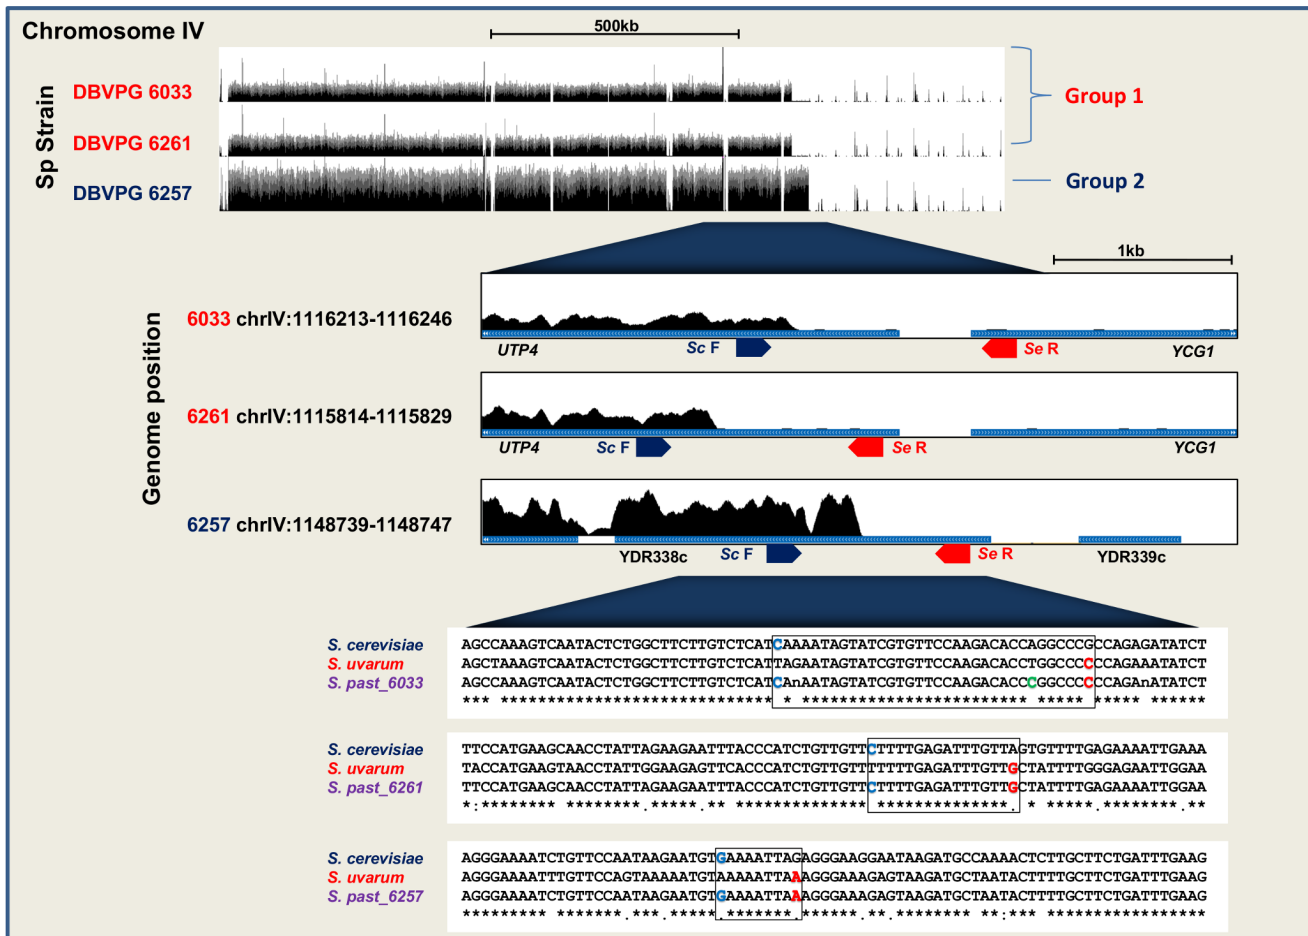 Chromosome IV
500kb
Sp Strain
DBVPG 6033
Group 1
DBVPG 6261
DBVPG 6257
Group 2
1kb
Genome position
6033 chrIV:1116213-1116246
UTP4 Sc F Se R YCG1
6261 chrIV:1115814-1115829
UTP4 Sc F Se R YCG1
6257 chrIV:1148739-1148747
YDR338c Sc F Se R YDR339c
S. cerevisiae AGCCAAAGTCAATACTCTGGCTTCTTGTCTCATCAAAATAGTATCGTGTTCCAAGACACCAGGCCCGCCAGAGATATCT
S. uvarum AGCTAAAGTCAATACTCTGGCTTCTTGTCTCATTAGAATAGTATCGTGTTCCAAGACACCTGGCCCCCCAGAAATATCT
S. past_6033 AGCCAAAGTCAATACTCTGGCTTCTTGTCTCATCAnAATAGTATCGTGTTCCAAGACACCCGGCCCCCCAGAnATATCT
*** ***************************** * ************************ ***** ***** ******
S. cerevisiae TTCCATGAAGCAACCTATTAGAAGAATTTACCCATCTGTTGTTCTTTTGAGATTTGTTAGTGTTTTGAGAAAATTGAAA
S. uvarum TACCATGAAGTAACCTATTGGAAGAGTTCACCCATCTGTTGTTTTTTTGAGATTTGTTGCTATTTTGGGAGAATTGGAA
S. past_6261 TTCCATGAAGCAACCTATTAGAAGAATTTACCCATCTGTTGTTCTTTTGAGATTTGTTGCTATTTTGAGAAAATTGGAA
*:******** ********.*****.** ************** **************. * *****.**.*****.**
S. cerevisiae AGGGAAAATCTGTTCCAATAAGAATGTGAAAATTAGAGGGAAGGAATAAGATGCCAAAACTCTTGCTTCTGATTTGAAG
S. uvarum AGGGAAAATTTGTTCCAGTAAAAATGTAAAAATTAAAGGGAAAGAGTAAGATGCTAATACTTTTGCTTCTGATTTGAAG
S. past_6257 AGGGAAAATCTGTTCCAATAAGAATGTGAAAATTAAAGGGAAAGAGTAAGATGCTAATACTTTTGCTTCTGATTTGAAG
********* *******.***.*****.*******.******.**.******** **:*** *****************